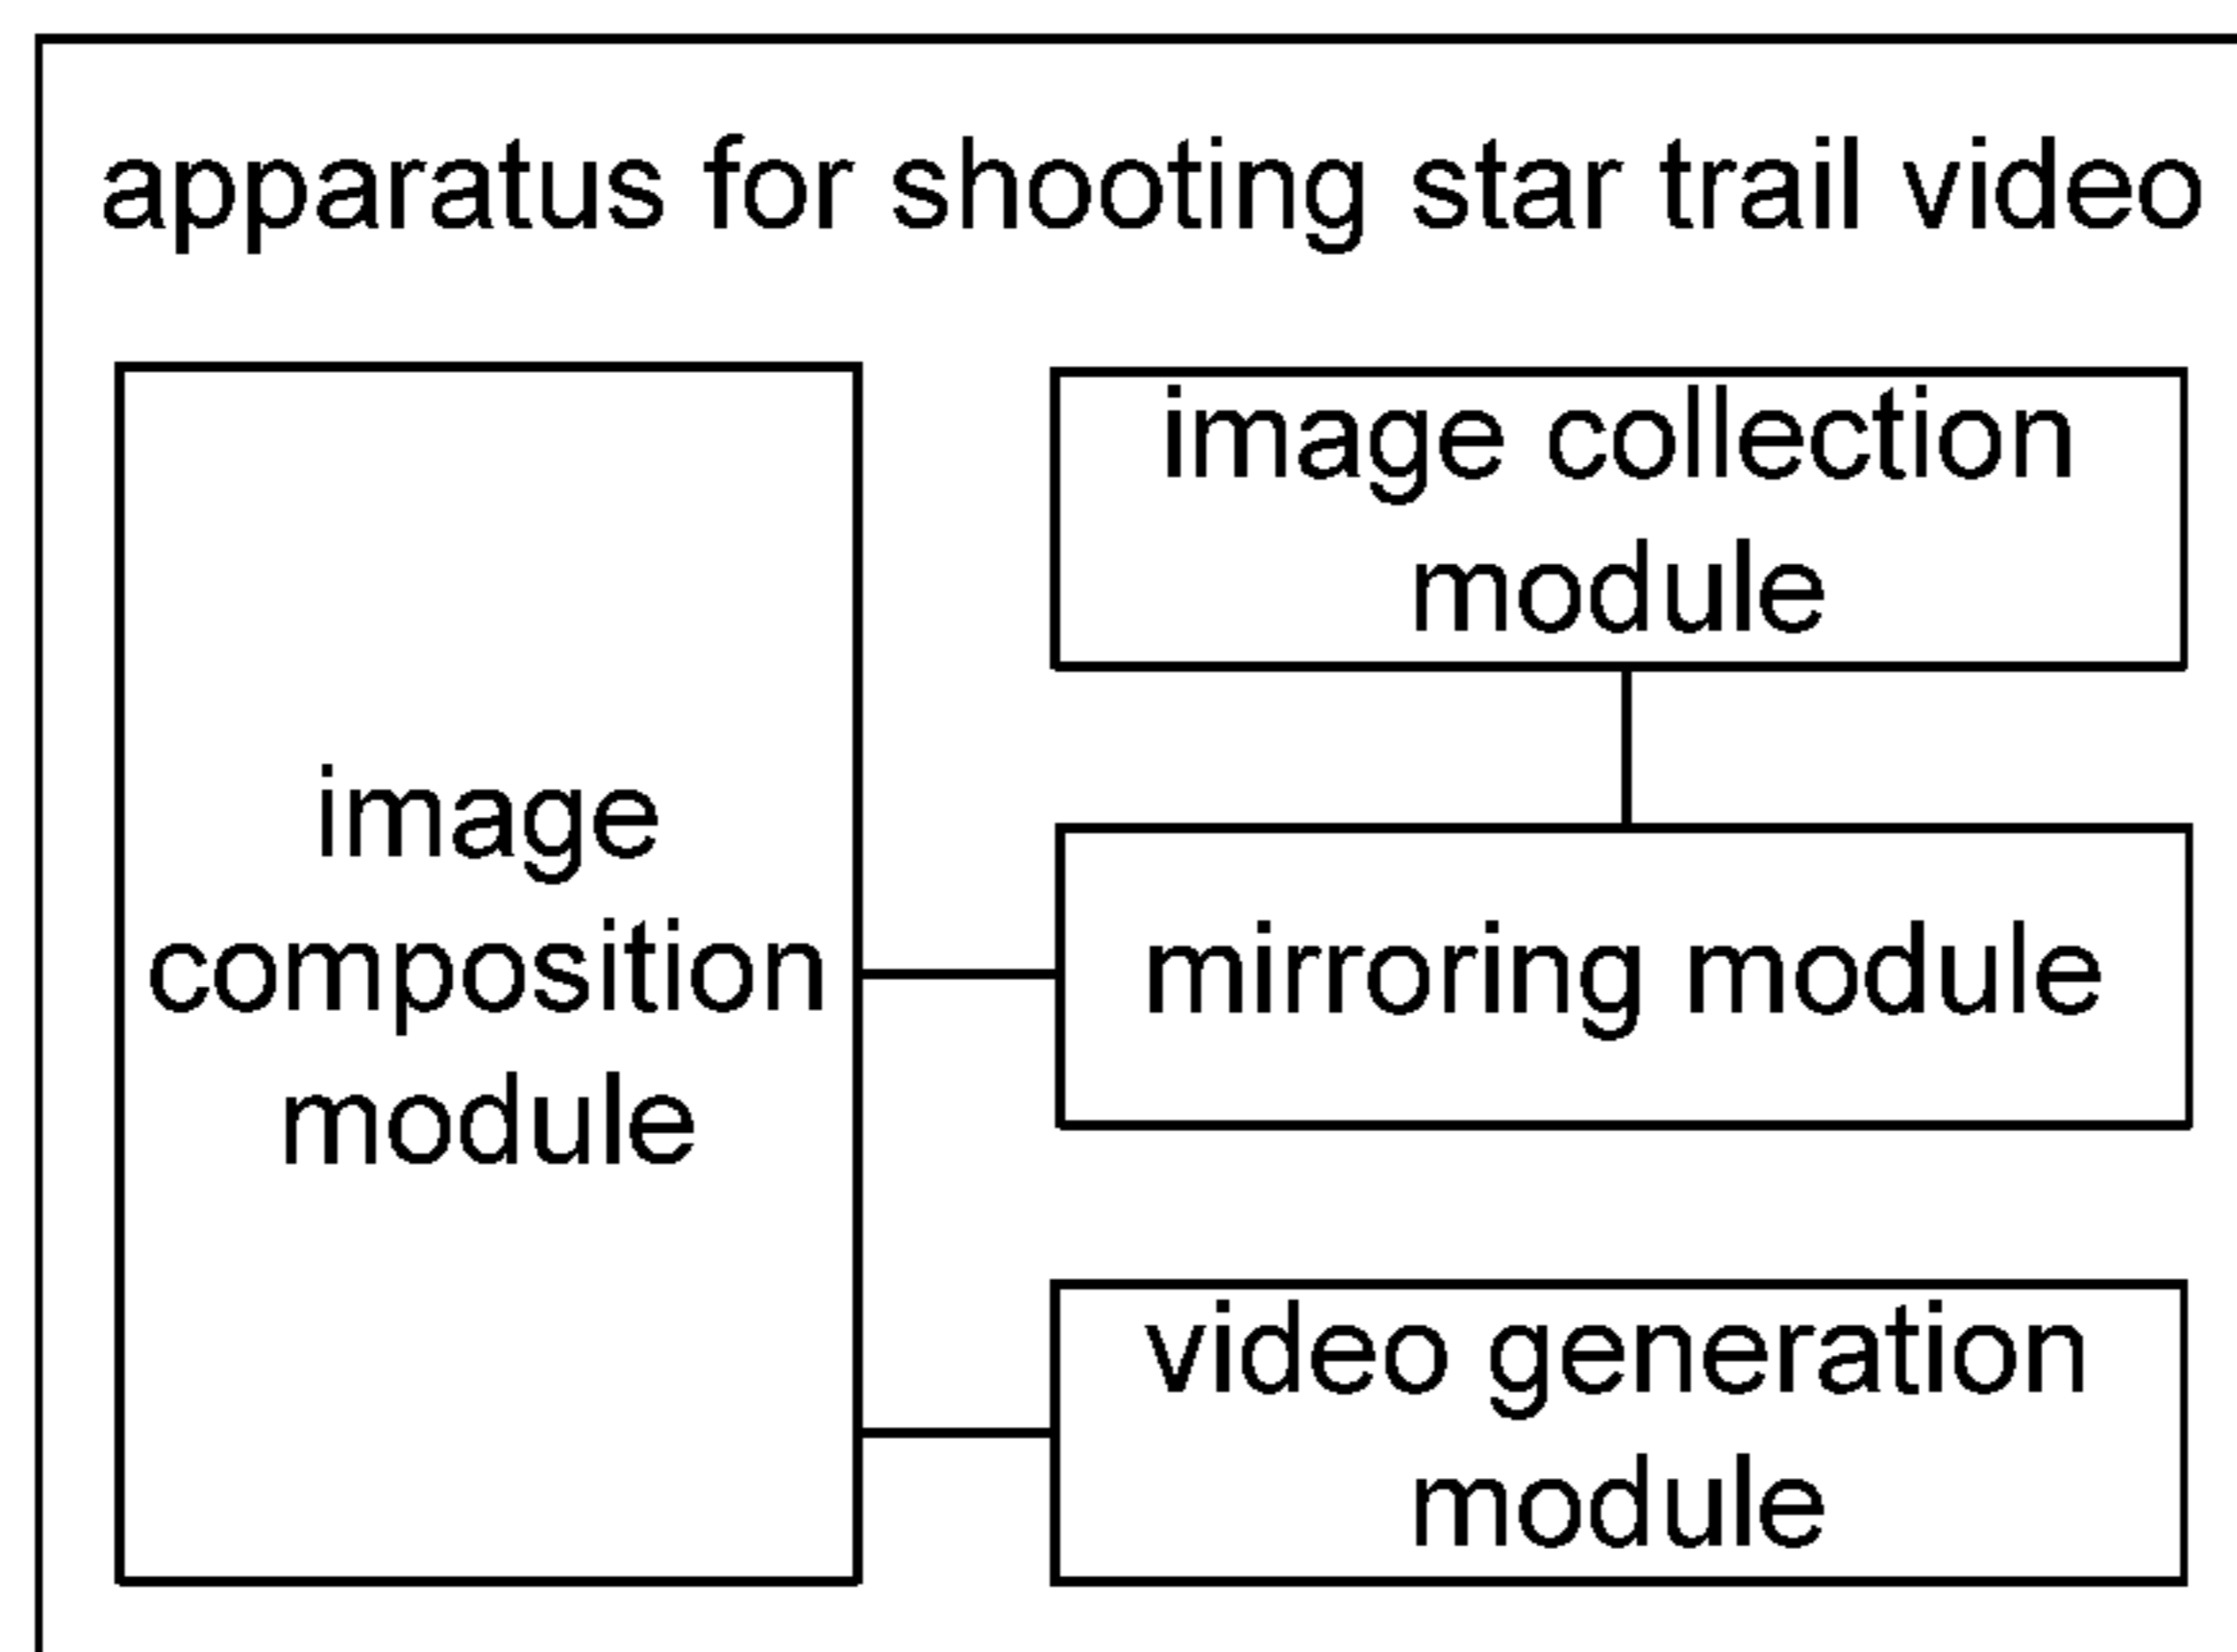 apparatus for shooting star trail video
image
composition
module
image collection
module
mirroring module
video generation
module